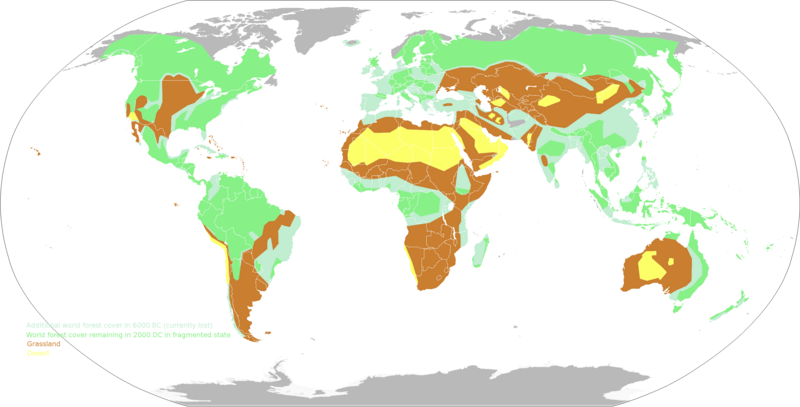 Additional world forest cover in 6000 BC (currently lost)
World forest cover remaining in 2000 DC in fragmented state
Grassland
Desert